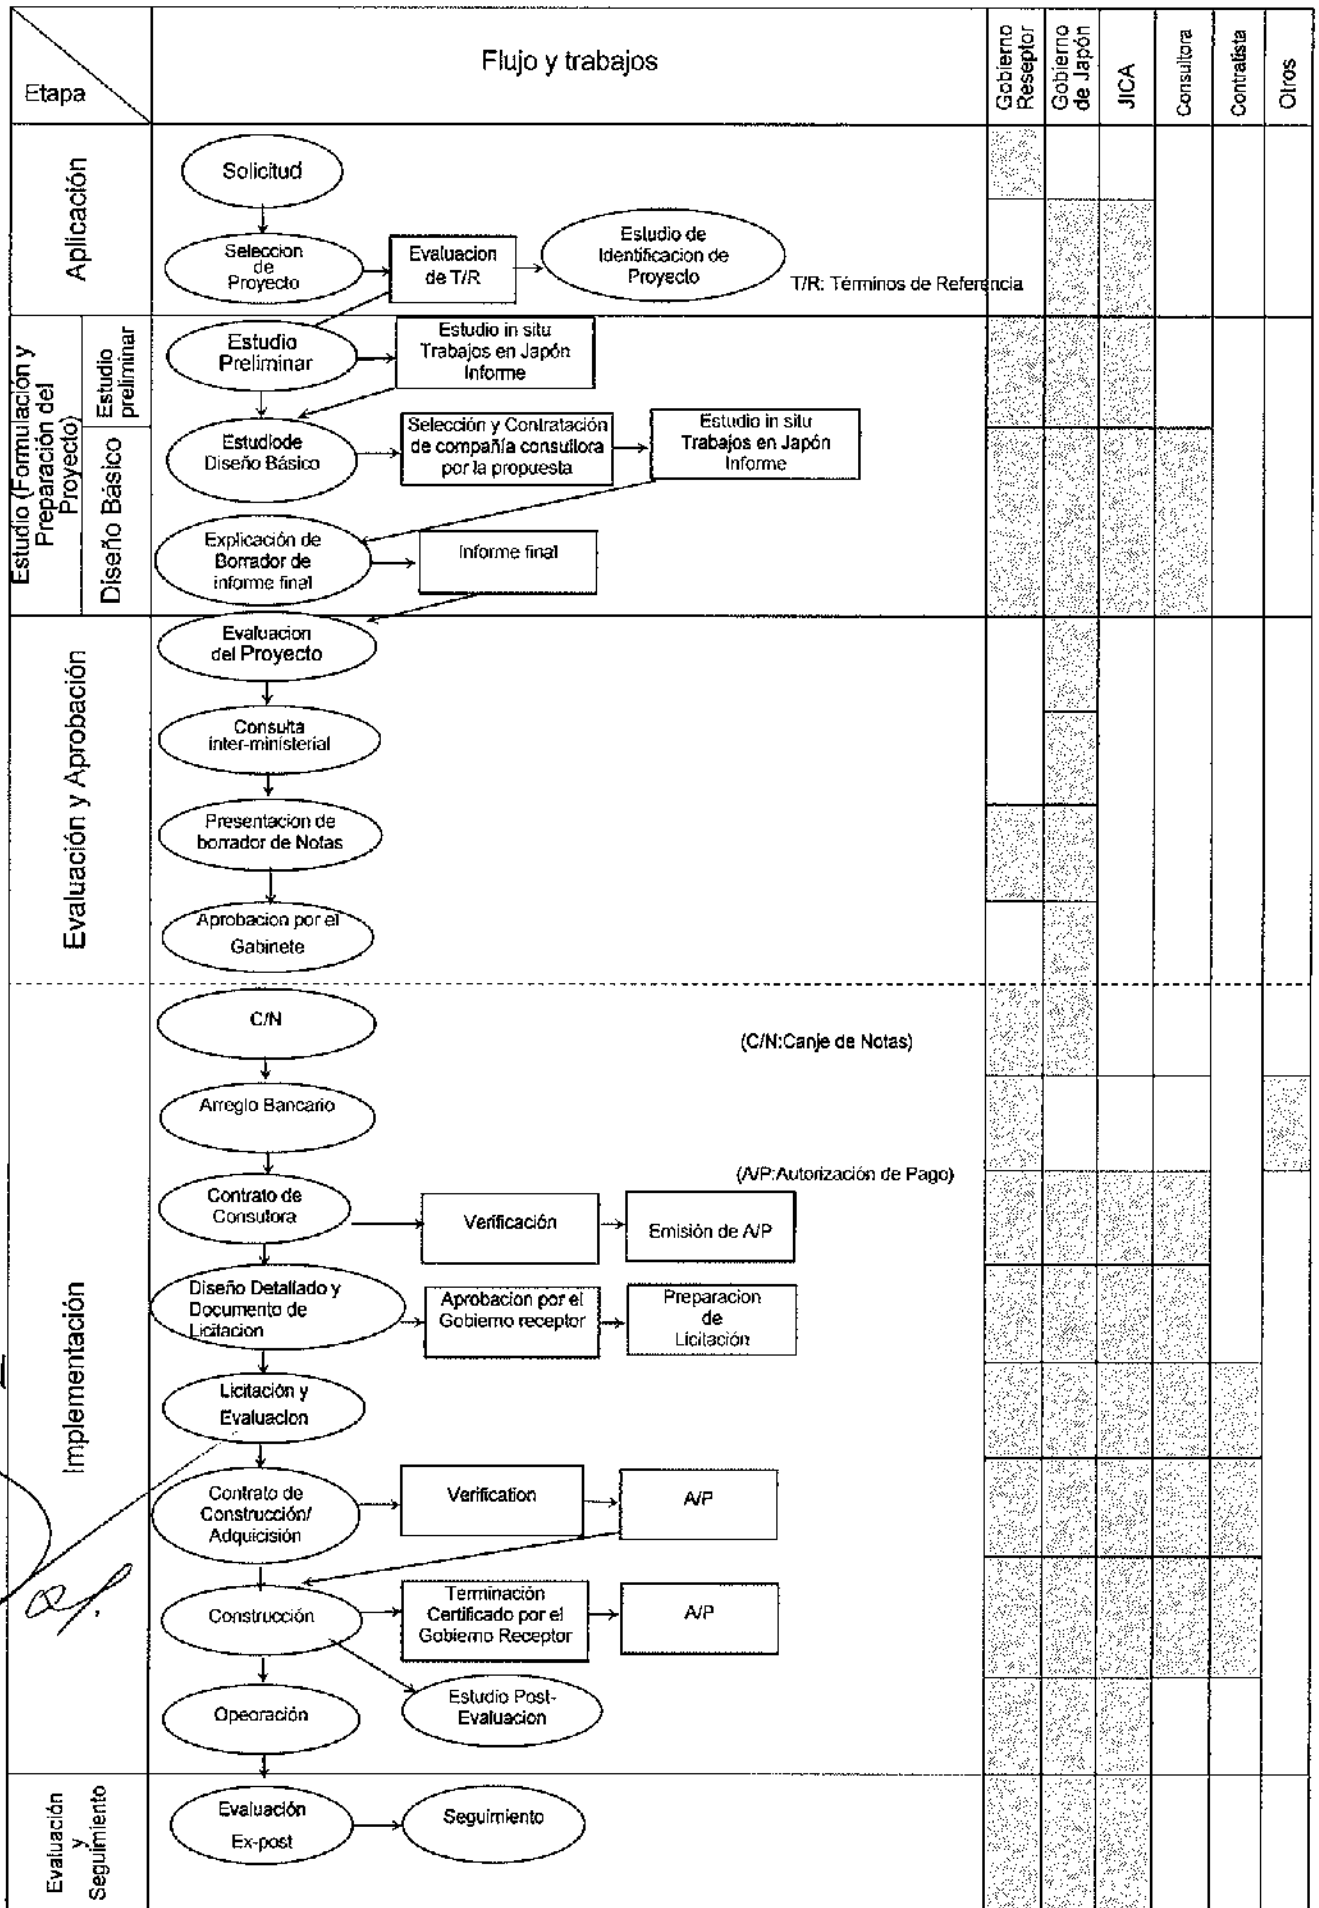 Etapa
Flujo y trabajos
Gobierno
Reseptor
Gobierno
de Japón
JICA
Consultora
Contratista
Otros
Aplicación
Solicitud
Seleccion
de
Proyecto
Evaluacion
de T/R
Estudio de
Identificacion de
Proyecto
T/R: Términos de Referencia
Estudio (Formulación y
Preparación del
Proyecto)
Estudio
preliminar
Estudio
Preliminar
Estudio in situ
Trabajos en Japón
Informe
Diseño Básico
Estudiode
Diseño Básico
Selección y Contratación
de compañía consultora
por la propuesta
Estudio in situ
Trabajos en Japón
Informe
Explicación de
Borrador de
informe final
Informe final
Evaluación y Aprobación
Evaluacion
del Proyecto
Consulta
inter-ministerial
Presentacion de
borrador de Notas
Aprobacion por el
Gabinete
Implementación
C/N
(C/N:Canje de Notas)
Arreglo Bancario
(A/P:Autorización de Pago)
Contrato de
Consultora
Verificación
Emisión de A/P
Diseño Detallado y
Documento de
Licitacion
Aprobacion por el
Gobierno receptor
Preparacion
de
Licitación
Licitación y
Evaluacion
Contrato de
Construcción/
Adquicisión
Verification
A/P
Construcción
Terminación
Certificado por el
Gobierno Receptor
A/P
Opeoración
Estudio Post-
Evaluacion
Evaluación
y
Seguimiento
Evaluación
Ex-post
Seguimiento